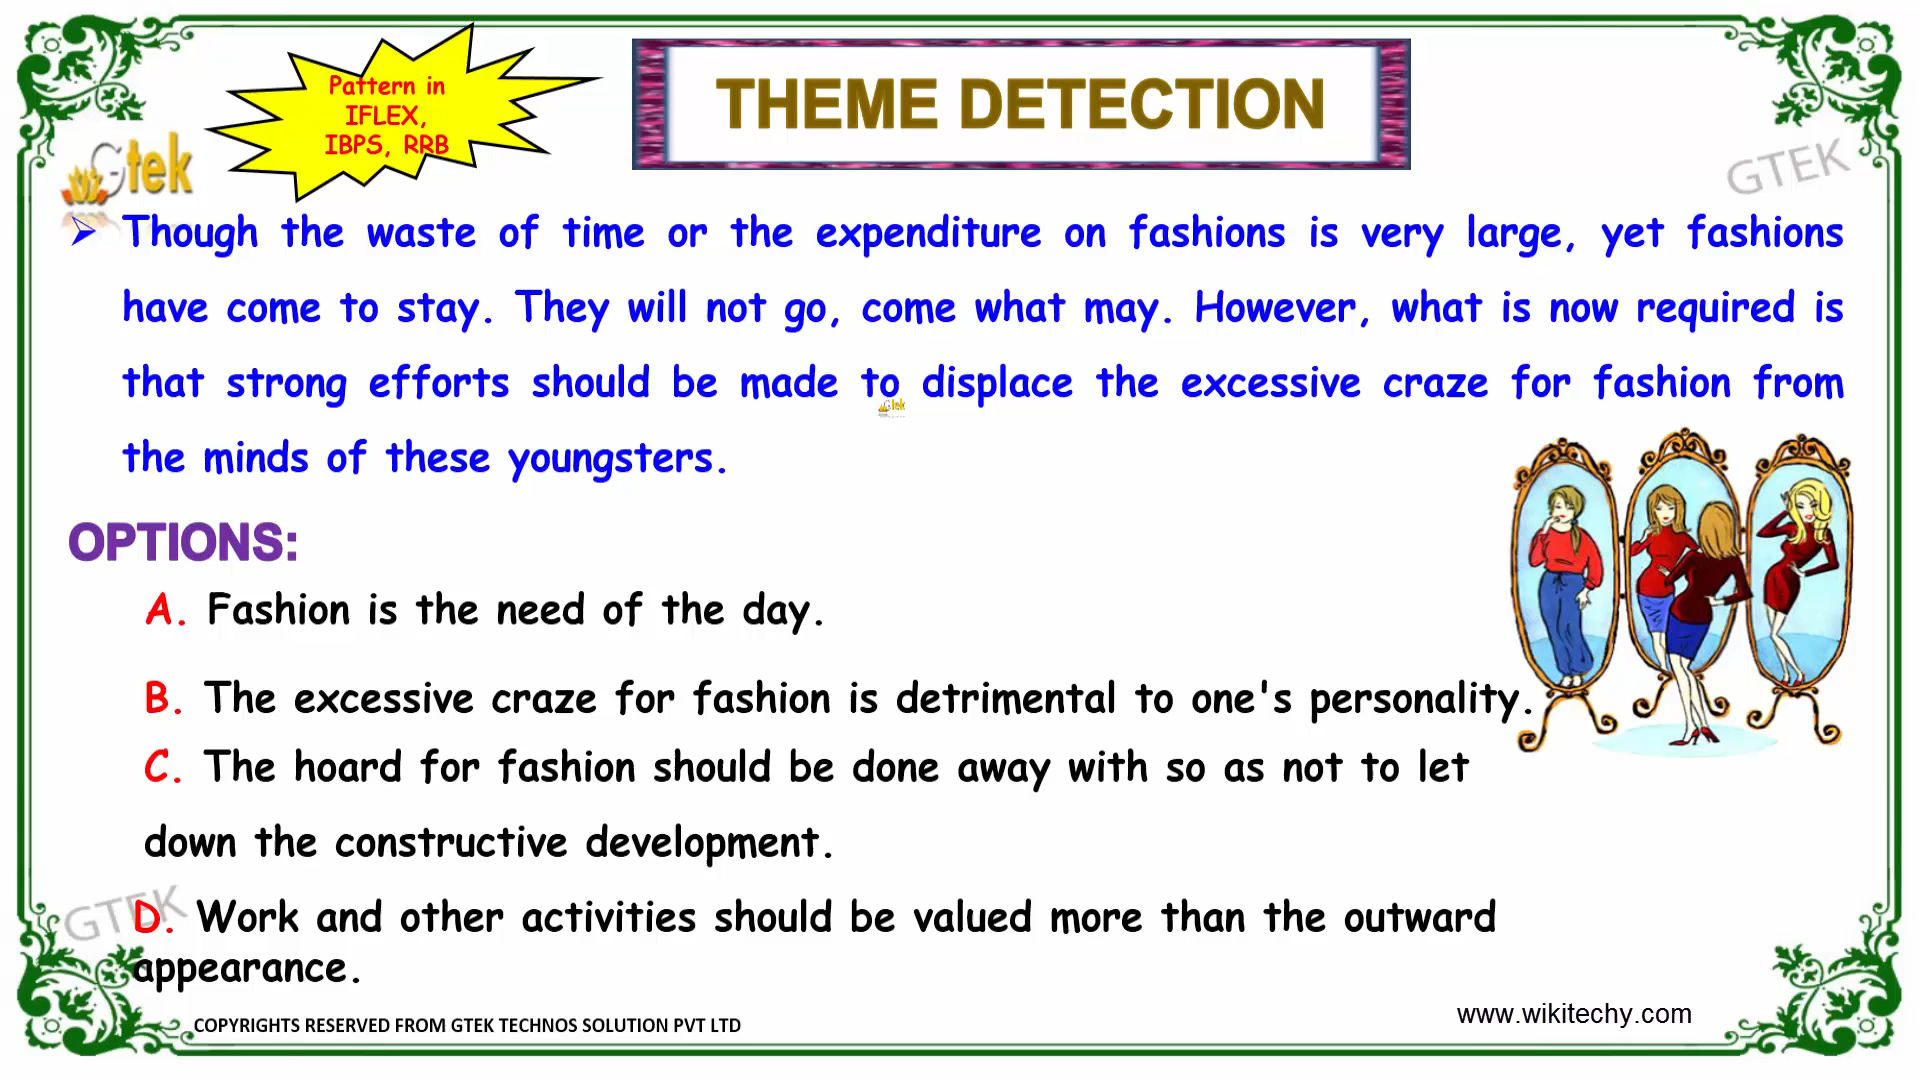 Pattern in
IFLEX,
IBPS, RRB
THEME DETECTION
Gtek
GTEK
Though the waste of time or the expenditure on fashions is very large, yet fashions
have come to stay. They will not go, come what may. However, what is now required is
that strong efforts should be made to displace the excessive craze for fashion from
Gtek
the minds of these youngsters.
OPTIONS:
A. Fashion is the need of the day.
B. The excessive craze for fashion is detrimental to one's personality.
C. The hoard for fashion should be done away with so as not to let
down the constructive development.
GTEK
D. Work and other activities should be valued more than the outward
appearance.
COPYRIGHTS RESERVED FROM GTEK TECHNOS SOLUTION PVT LTD
www.wikitechy.com